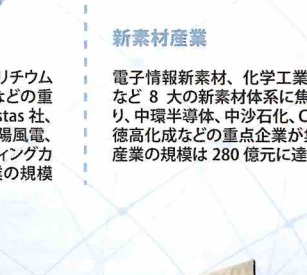 リチウム
などの重
stas 社、
陽風電、
ィングカ
業の規模
新素材産業
電子情報新素材、化学工業
など 8 大の新素材体系に焦
り、中環半導体、中沙石化、C
徳高化成などの重点企業が集
産業の規模は 280 億元に達